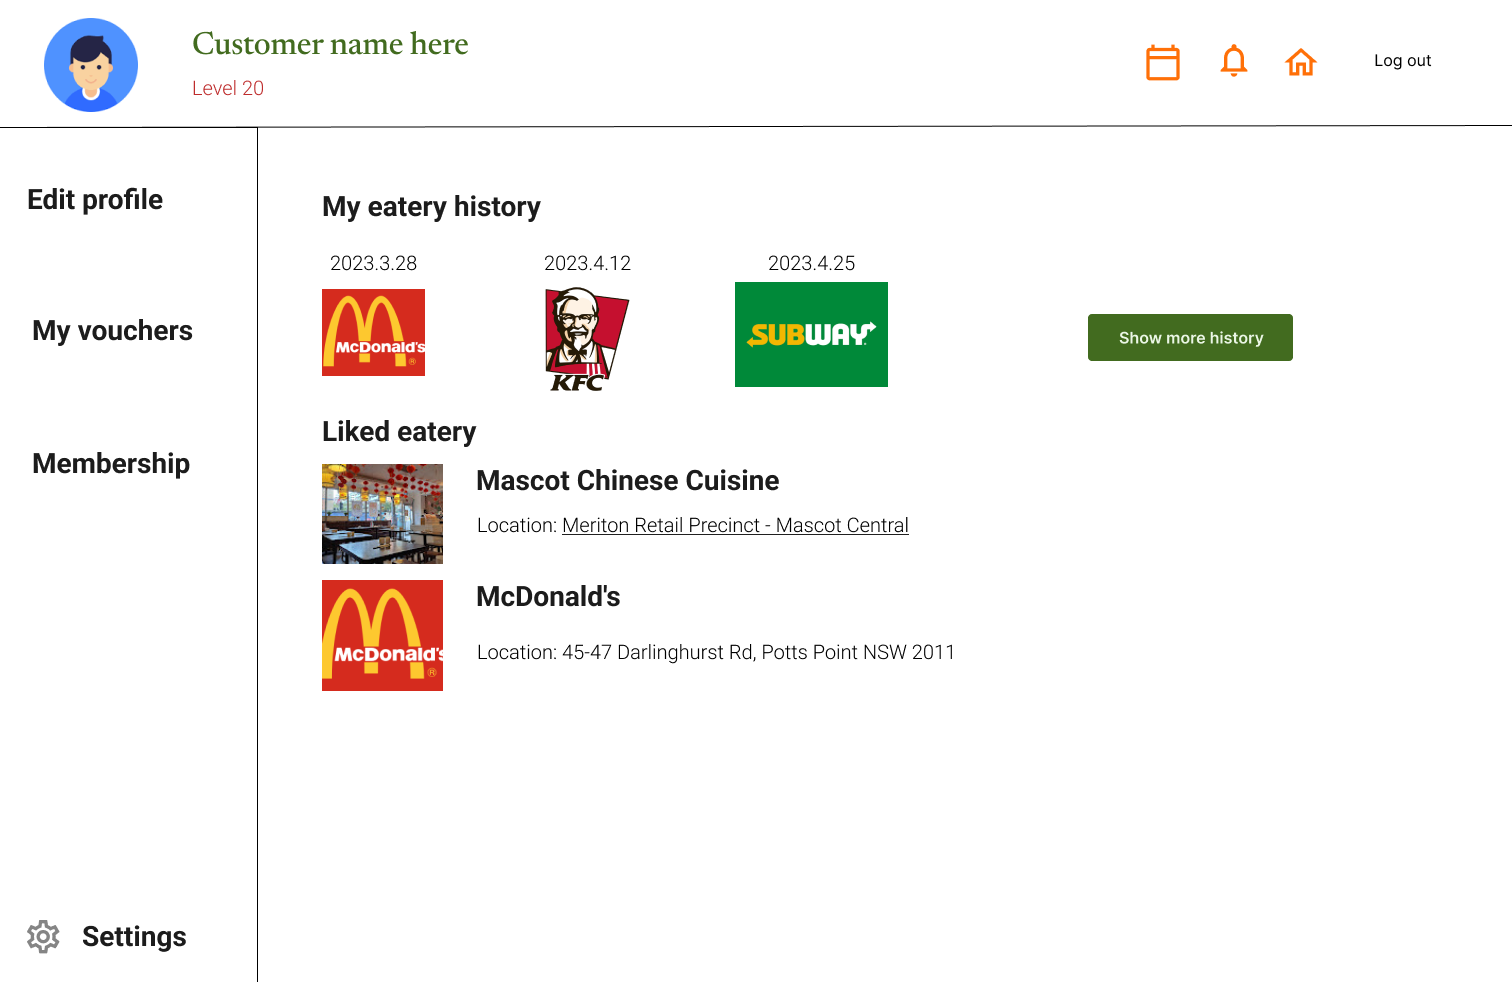 Customer name here
Level 20
Log out
Edit profile
My vouchers
Membership
Settings
My eatery history
2023.3.28
2023.4.12
2023.4.25
McDonald's
®
KFC
SUBWAY
Show more history
Liked eatery
Mascot Chinese Cuisine
Location: Meriton Retail Precinct - Mascot Central
McDonald's
®
McDonald's
Location: 45-47 Darlinghurst Rd, Potts Point NSW 2011